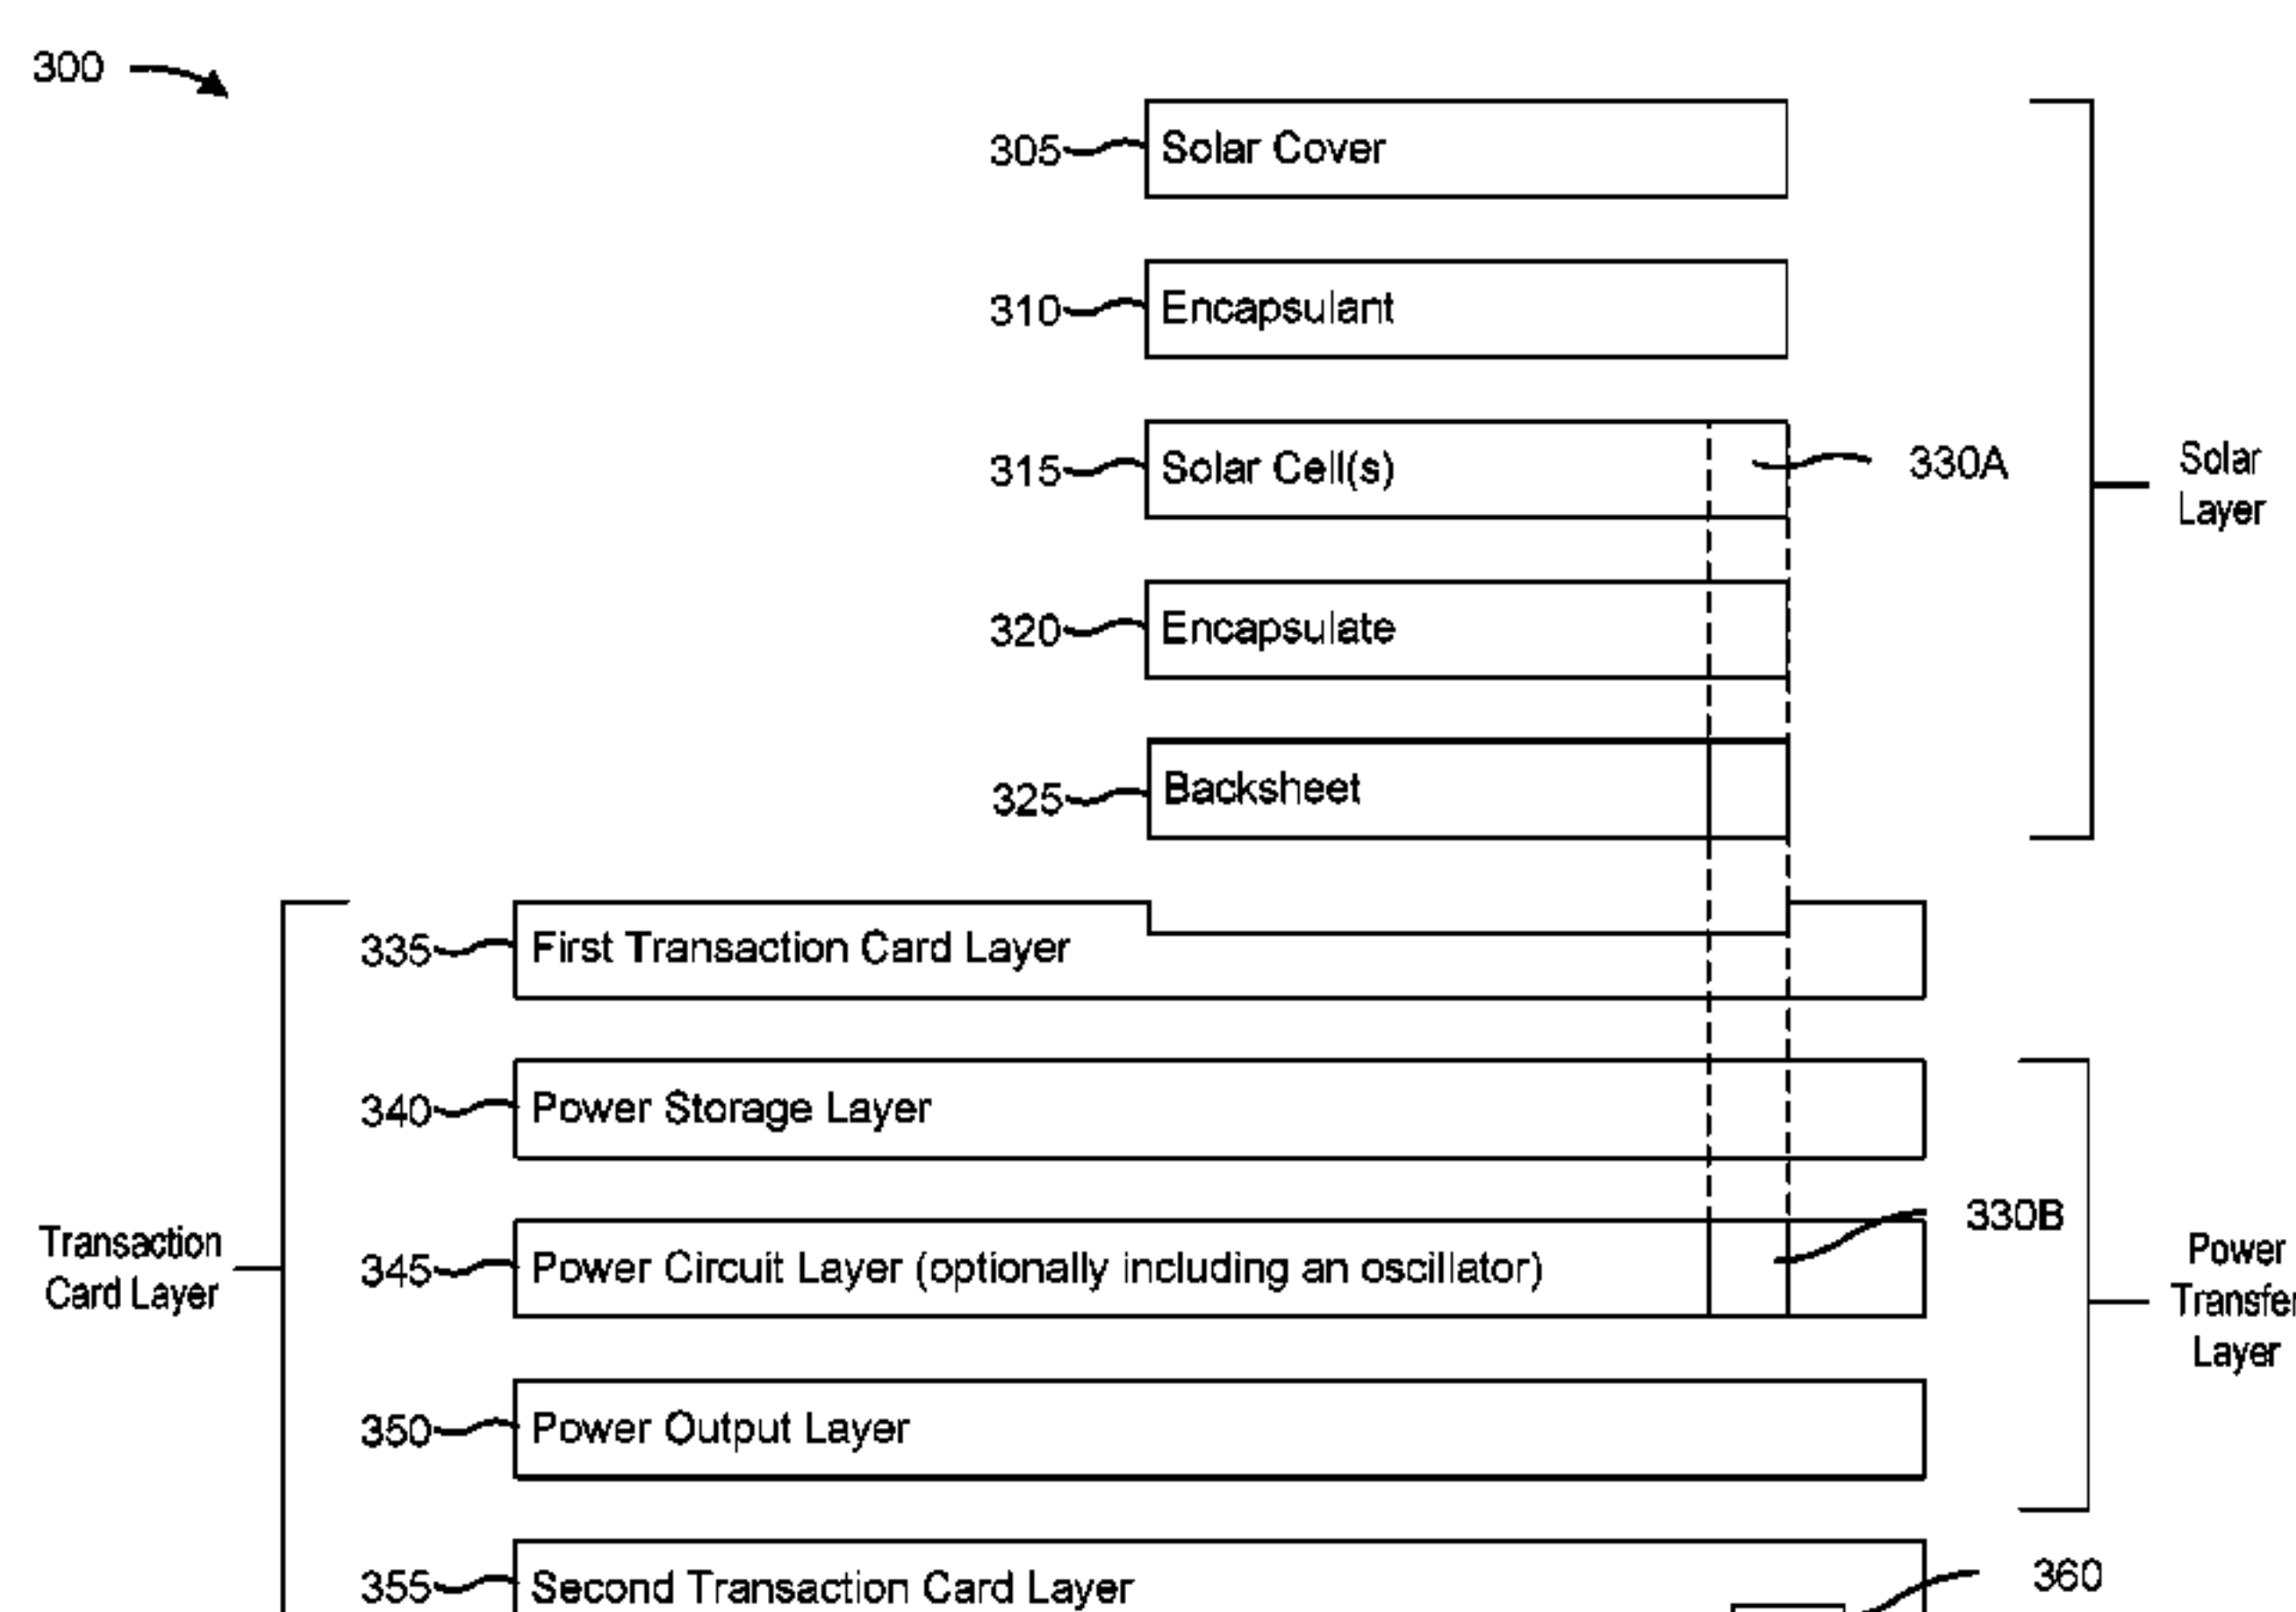 300
305 Solar Cover
310 Encapsulant
315 Solar Cell(s) 330A
Solar
Layer
320 Encapsulate
325 Backsheet
335 First Transaction Card Layer
340 Power Storage Layer
330B
Transaction
Card Layer
345 Power Circuit Layer (optionally including an oscillator)
Power
Transfer
Layer
350 Power Output Layer
355 Second Transaction Card Layer 360